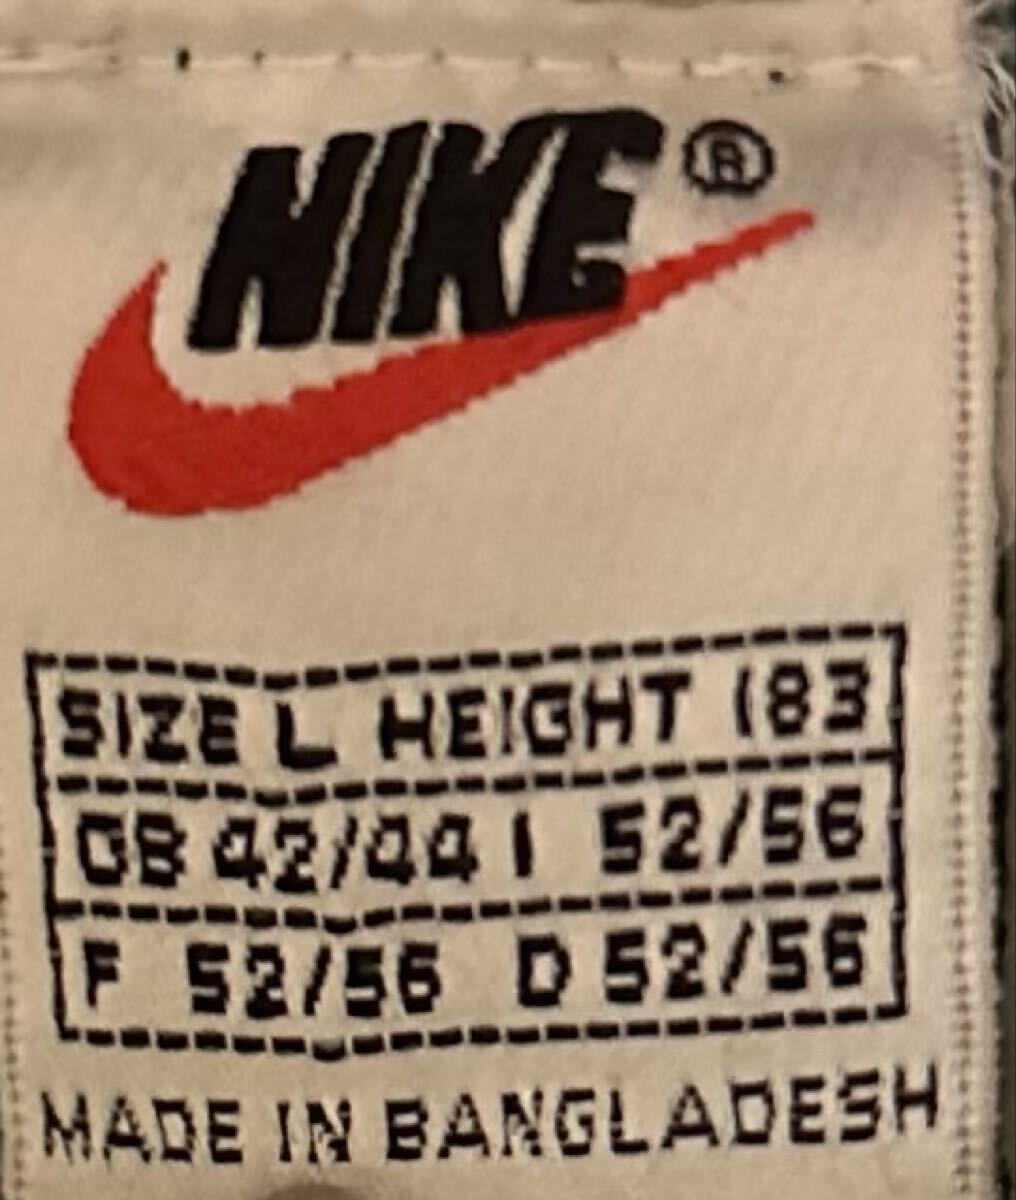 NIKE®
SIZE L HEIGHT 183
GB 42/44 I 52/56
F 52/56 D 52/56
MADE IN BANGLADESH